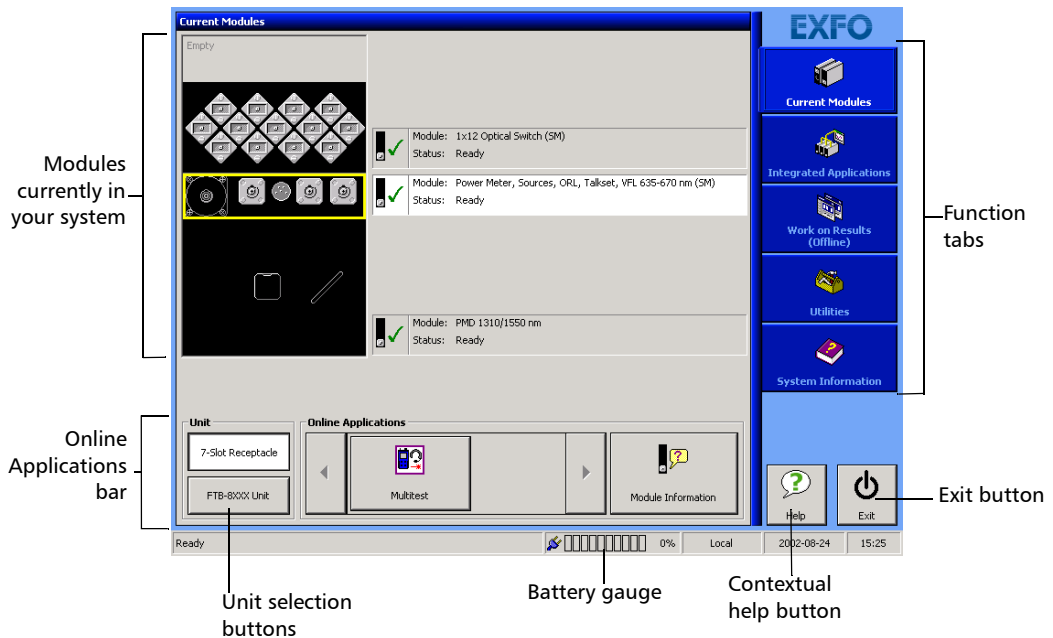 Current Modules
EXFO
Empty
Module: 1x12 Optical Switch (SM)
Status: Ready
Module: Power Meter, Sources, ORL, Talkset, VFL 635-670 nm (SM)
Status: Ready
Module: PMD 1310/1550 nm
Status: Ready
Current Modules
Integrated Applications
Work on Results
(Offline)
Utilities
System Information
Modules
currently in
your system
Function
tabs
Unit
7-Slot Receptacle
FTB-8XXX Unit
Online Applications
Multitest
Module Information
Help
Exit
Online
Applications
bar
Exit button
Ready
0%
Local
2002-08-24
15:25
Unit selection
buttons
Battery gauge
Contextual
help button